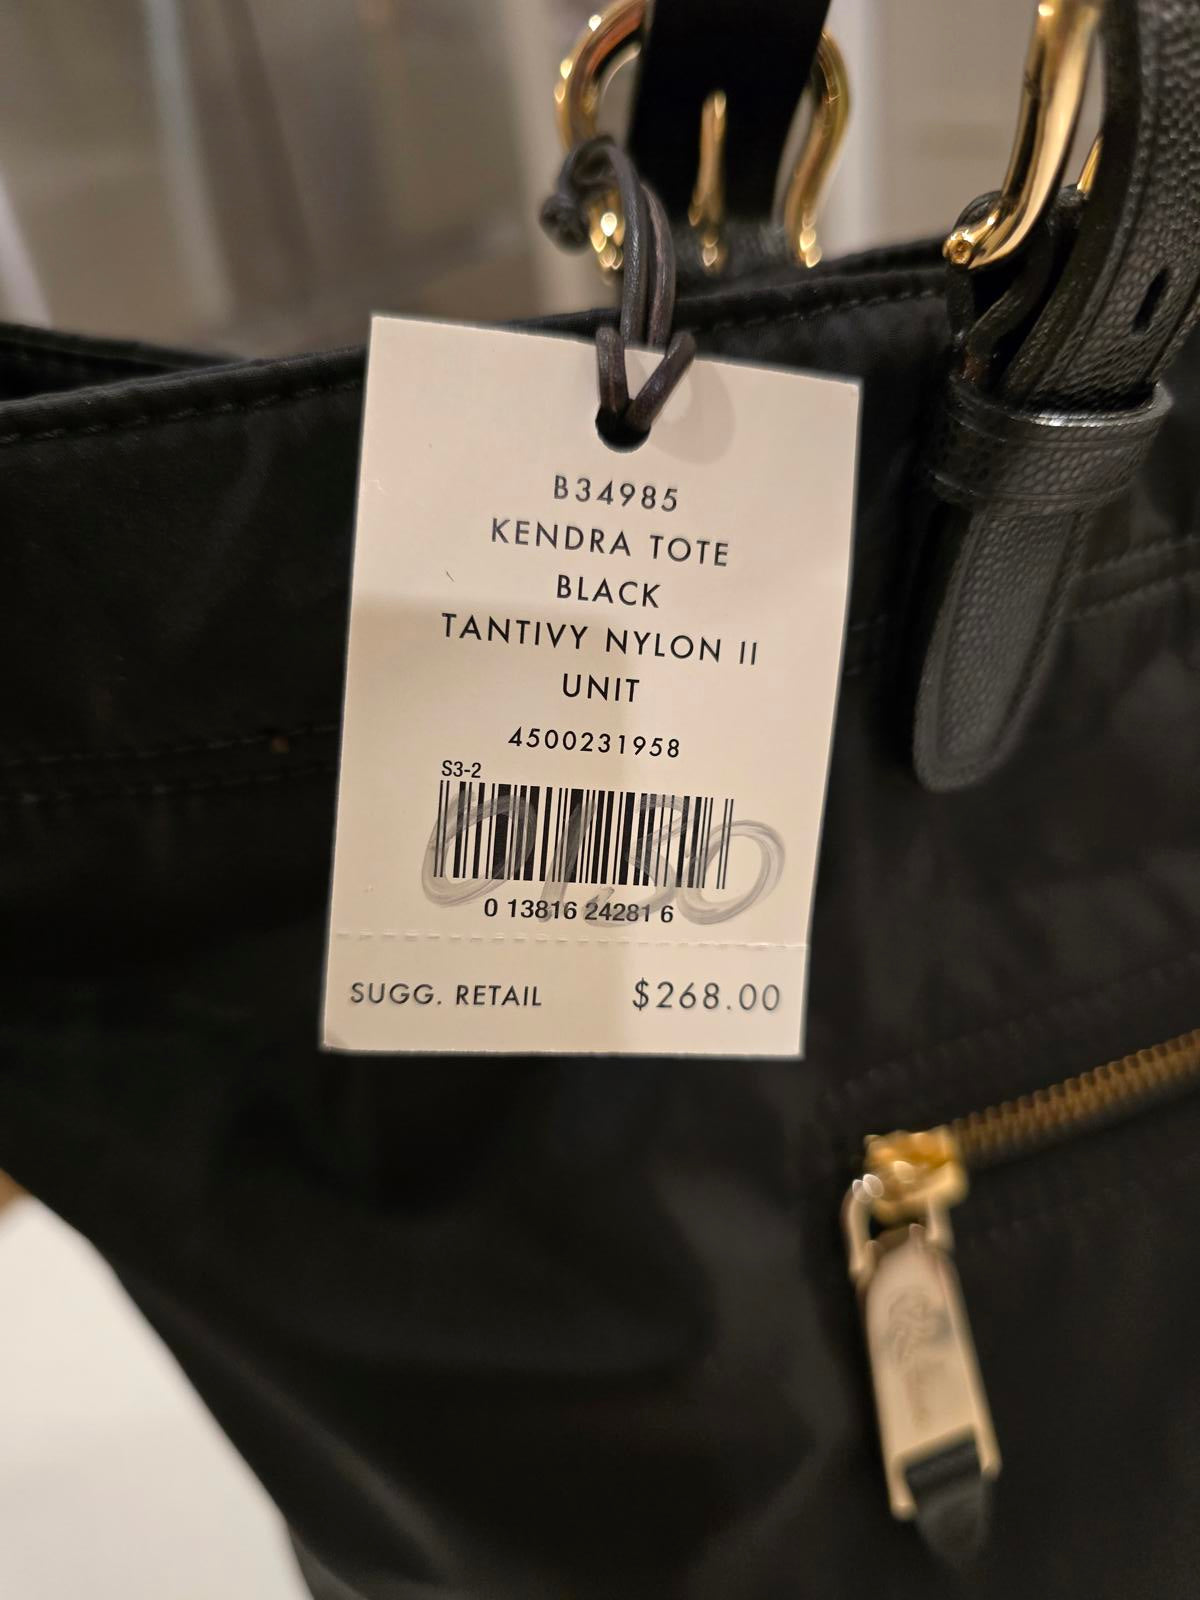 B34985
KENDRA TOTE
BLACK
TANTIVY NYLON II
UNIT
4500231958
S3-2
0 13816 24281 6
SUGG. RETAIL $268.00